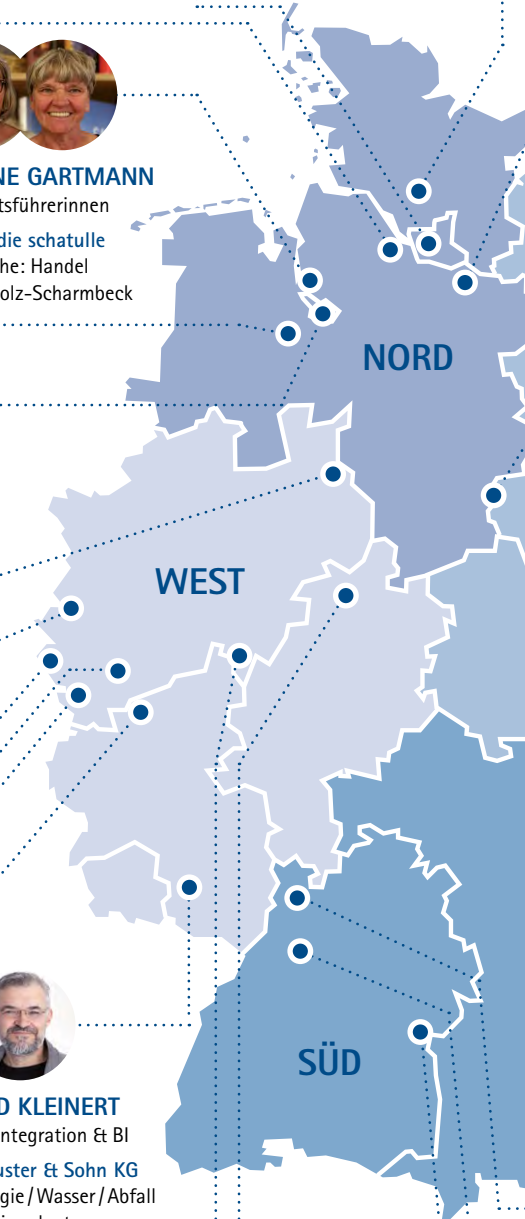 NE GARTMANN
tsführerinnen
die schatulle
he: Handel
olz-Scharmbeck
NORD
WEST
SÜD
D KLEINERT
ntegration & BI
uster & Sohn KG
gie / Wasser / Abfall